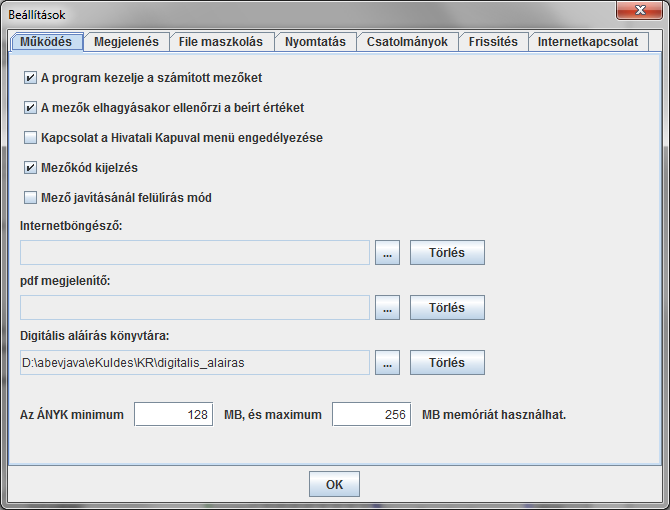 Beállítások
Működés Megjelenés File maszkolás Nyomtatás Csatolmányok Frissítés Internetkapcsolat
A program kezelje a számított mezőket
A mezők elhagyásakor ellenőrzi a beírt értéket
Kapcsolat a Hivatali Kapuval menü engedélyezése
Mezőkód kijelzés
Mező javításánál felülírás mód
Internetböngésző:
... Törlés
pdf megjelenítő:
... Törlés
Digitális aláírás könyvtára:
D:\abevjava\eKuldes\KR\digitalis_alairas ... Törlés
Az ÁNYK minimum 128 MB, és maximum 256 MB memóriát használhat.
OK